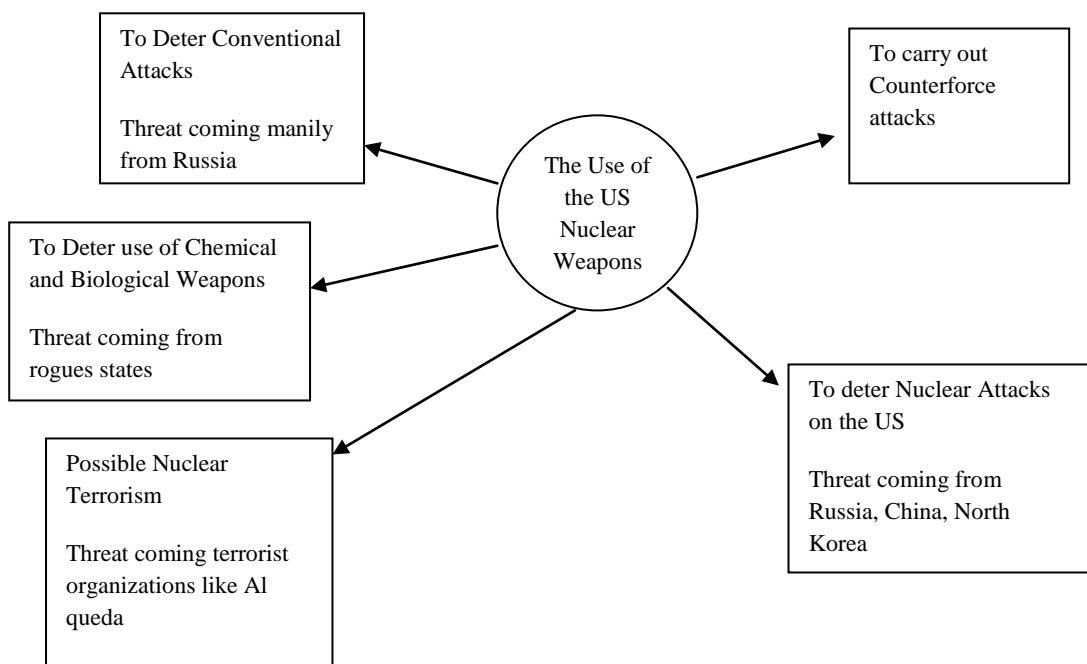 To Deter Conventional
Attacks
Threat coming manily
from Russia
To carry out
Counterforce
attacks
The Use of
the US
Nuclear
Weapons
To Deter use of Chemical
and Biological Weapons
Threat coming from
rogues states
To deter Nuclear Attacks
on the US
Threat coming from
Russia, China, North
Korea
Possible Nuclear
Terrorism
Threat coming terrorist
organizations like Al
queda